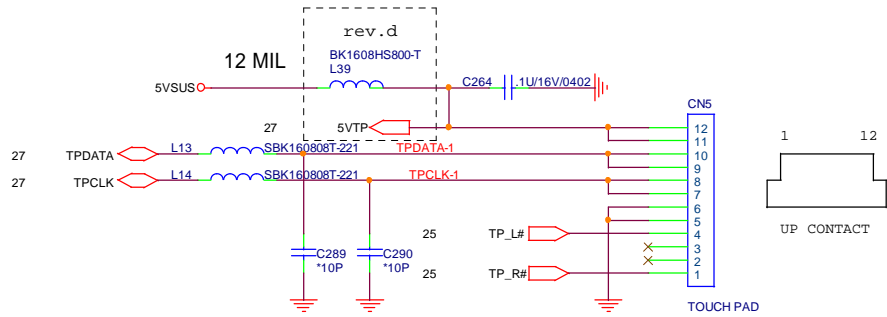 rev.d
12 MIL
BK1608HS800-T
L39
C264 .1U/16V/0402
5VSUS
CN5
27 5VTP
12
11
10
9
8
7
6
5
4
3
2
1
27 TPDATA L13 SBK160808T-221 TPDATA-1
27 TPCLK L14 SBK160808T-221 TPCLK-1
1 12
UP CONTACT
25 TP_L#
C289
*10P
C290
*10P
25 TP_R#
TOUCH PAD